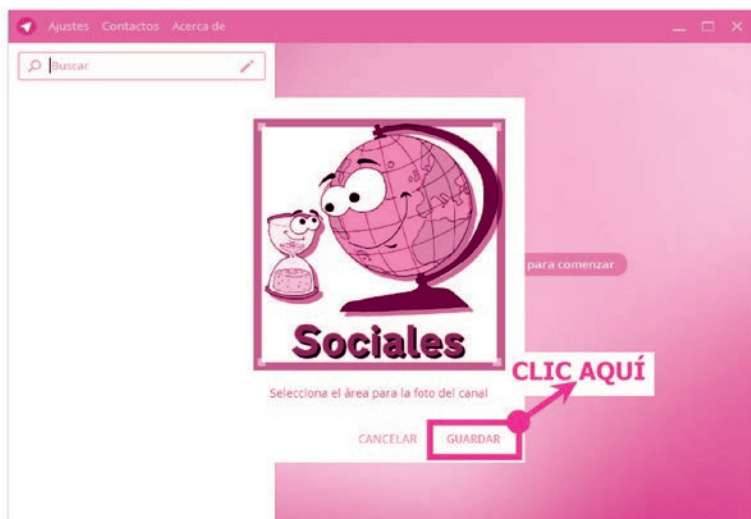 Ajustes Contactos Acerca de
Buscar
para comenzar
Sociales
CLIC AQUÍ
Selecciona el área para la foto del canal
CANCELAR GUARDAR